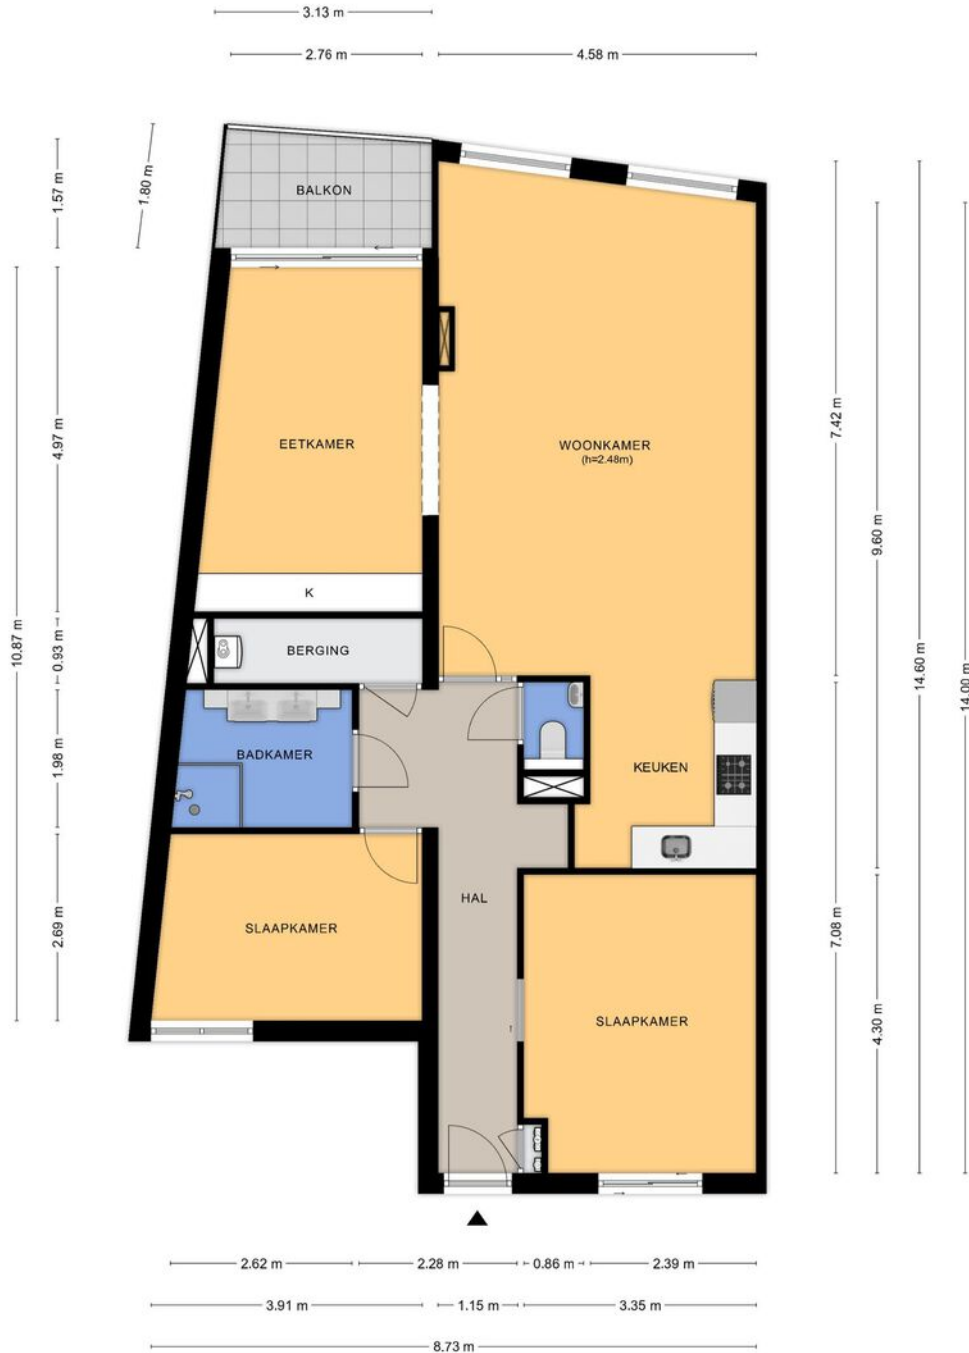 3.13 m
2.76 m
4.58 m
1.57 m
1.80 m
BALKON
4.97 m
EETKAMER
WOONKAMER
(h=2.48m)
7.42 m
9.60 m
14.60 m
14.00 m
10.87 m
K
0.93 m
BERGING
1.98 m
BADKAMER
KEUKEN
2.69 m
SLAAPKAMER
HAL
7.08 m
SLAAPKAMER
4.30 m
2.62 m
2.28 m
0.86 m
2.39 m
3.91 m
1.15 m
3.35 m
8.73 m